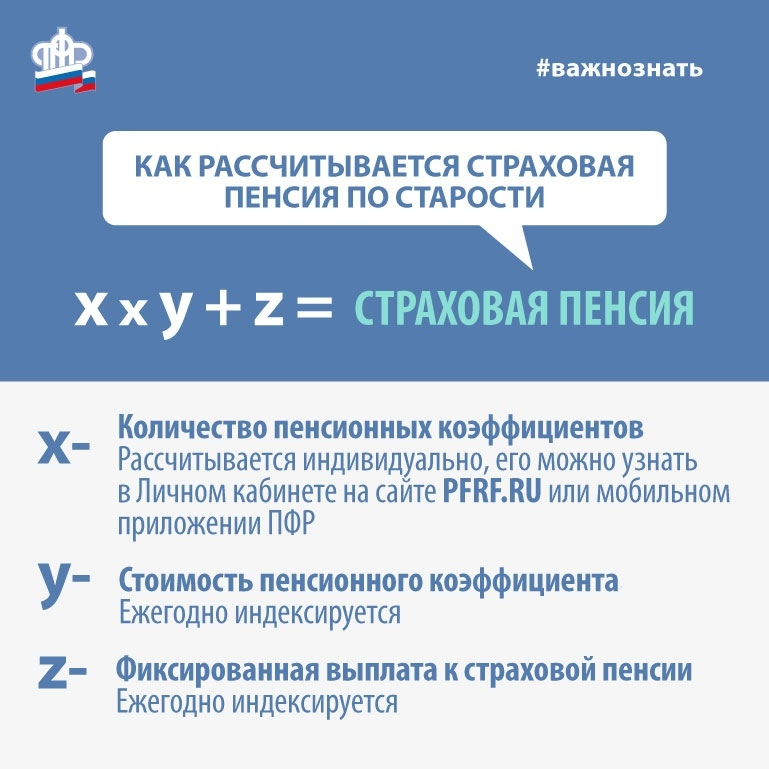 ПФР
#важнознать
КАК РАССЧИТЫВАЕТСЯ СТРАХОВАЯ
ПЕНСИЯ ПО СТАРОСТИ
x x y + z = СТРАХОВАЯ ПЕНСИЯ
x- Количество пенсионных коэффициентов
Рассчитывается индивидуально, его можно узнать
в Личном кабинете на сайте PFRF.RU или мобильном
приложении ПФР
y- Стоимость пенсионного коэффициента
Ежегодно индексируется
z- Фиксированная выплата к страховой пенсии
Ежегодно индексируется